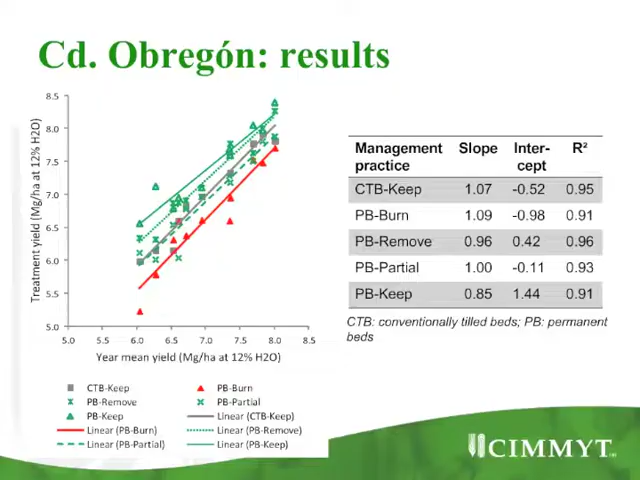 Cd. Obregón: results
8.5
8.0
7.5
7.0
6.5
6.0
5.5
5.0
Treatment yield (Mg/ha at 12% H2O)
5.0 5.5 6.0 6.5 7.0 7.5 8.0 8.5
Year mean yield (Mg/ha at 12% H2O)
CTB-Keep PB-Burn
PB-Remove PB-Partial
PB-Keep Linear (CTB-Keep)
Linear (PB-Burn) Linear (PB-Remove)
Linear (PB-Partial) Linear (PB-Keep)
Management practice Slope Inter-cept R²
CTB-Keep 1.07 -0.52 0.95
PB-Burn 1.09 -0.98 0.91
PB-Remove 0.96 0.42 0.96
PB-Partial 1.00 -0.11 0.93
PB-Keep 0.85 1.44 0.91
CTB: conventionally tilled beds; PB: permanent
beds
CIMMYT